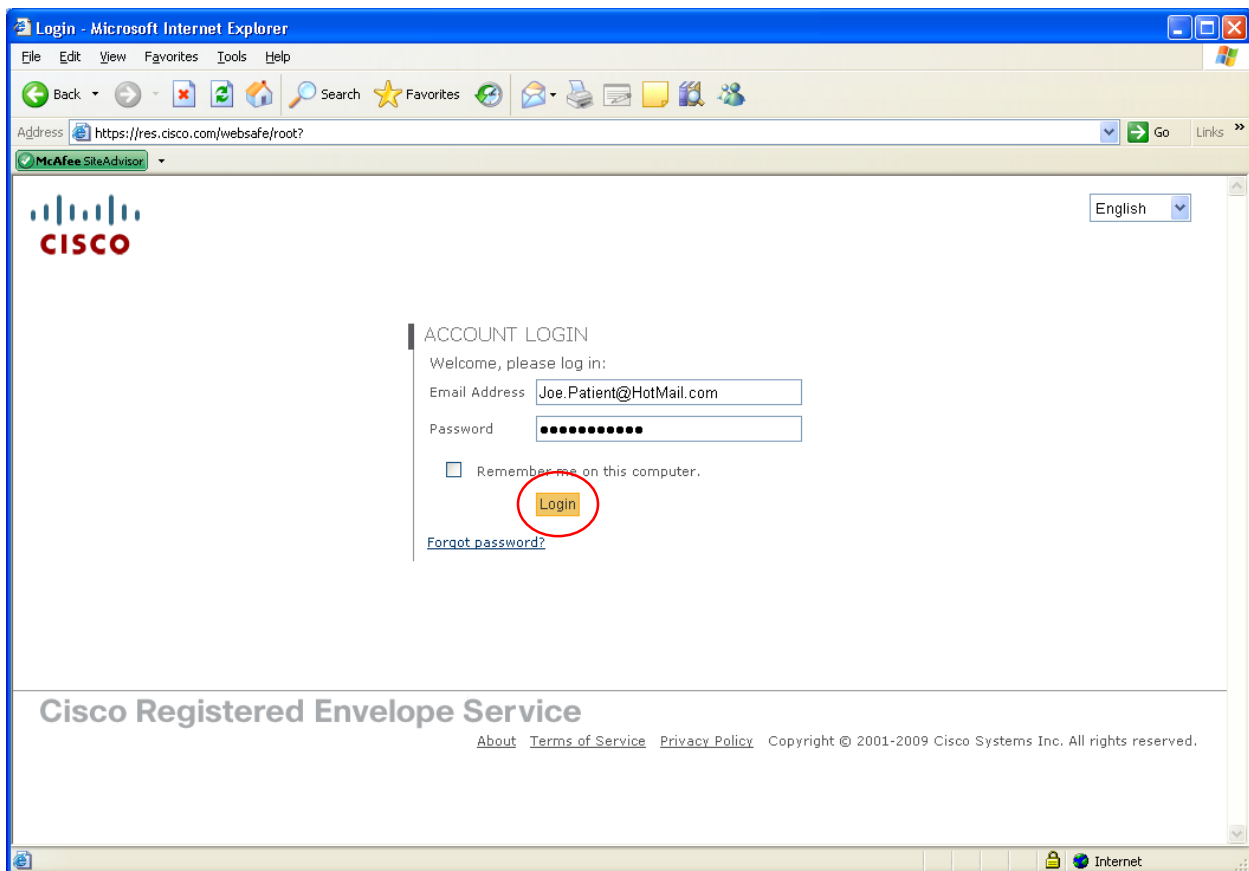 Login - Microsoft Internet Explorer
File Edit View Favorites Tools Help
Back Search Favorites
Address https://res.cisco.com/websafe/root? Go Links »
McAfee SiteAdvisor
CISCO
English
ACCOUNT LOGIN
Welcome, please log in:
Email Address Joe.Patient@HotMail.com
Password ●●●●●●●●●●●
Remember me on this computer.
Login
Forgot password?
Cisco Registered Envelope Service
About Terms of Service Privacy Policy Copyright © 2001-2009 Cisco Systems Inc. All rights reserved.
Internet